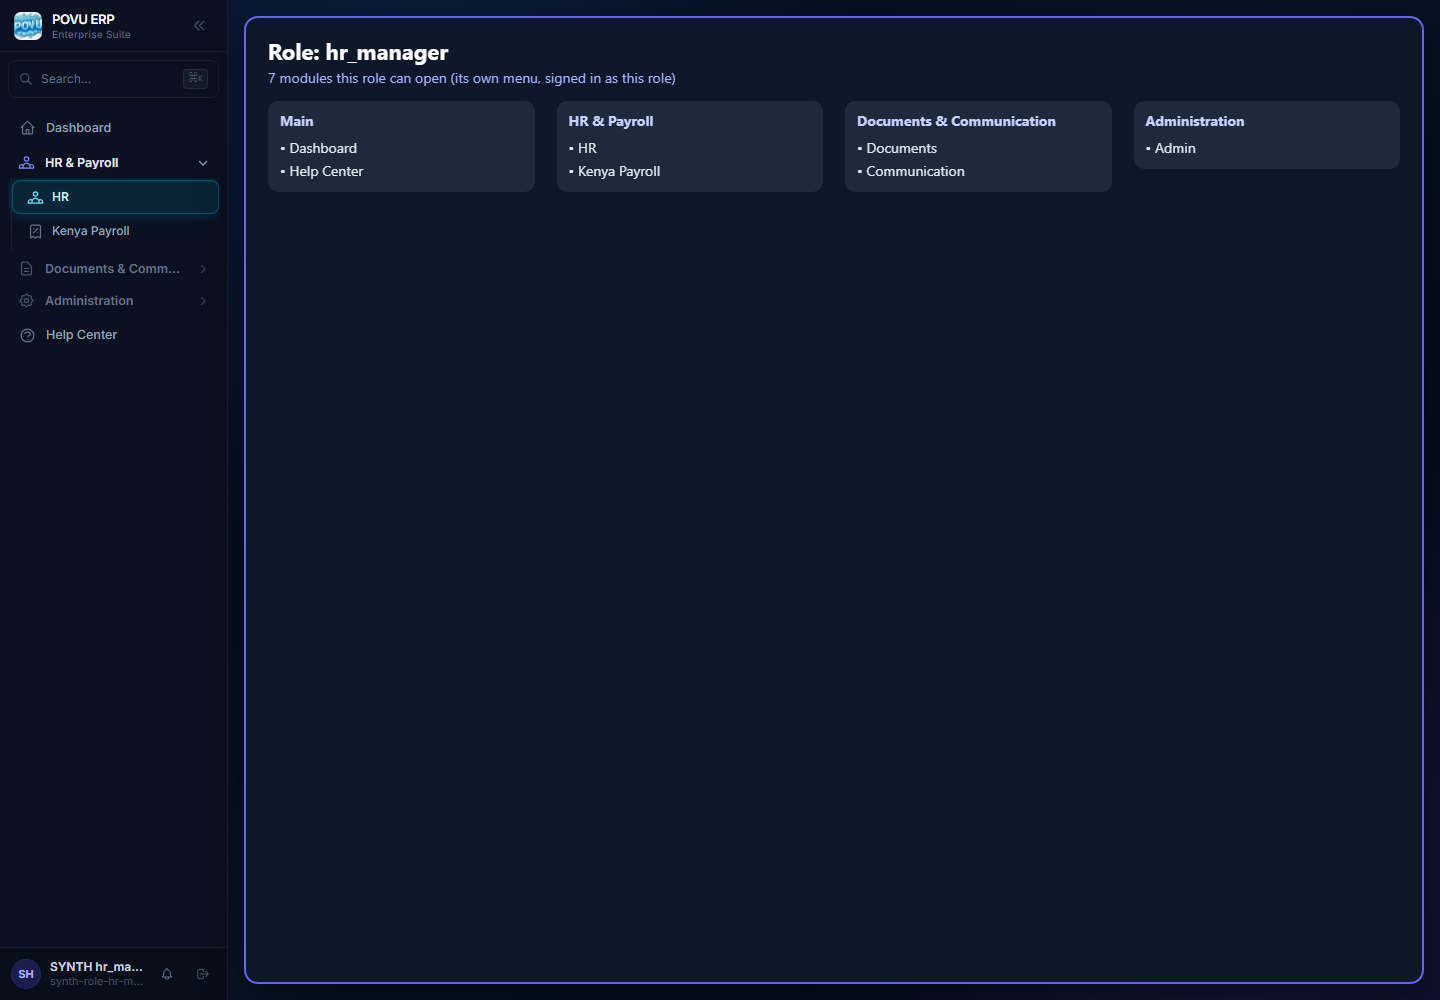 POVU ERP
Enterprise Suite
Search...
⌘K
Dashboard
HR & Payroll
HR
Kenya Payroll
Documents & Comm...
Administration
Help Center
SH
SYNTH hr_ma...
synth-role-hr-m...
Role: hr_manager
7 modules this role can open (its own menu, signed in as this role)
Main
• Dashboard
• Help Center
HR & Payroll
• HR
• Kenya Payroll
Documents & Communication
• Documents
• Communication
Administration
• Admin